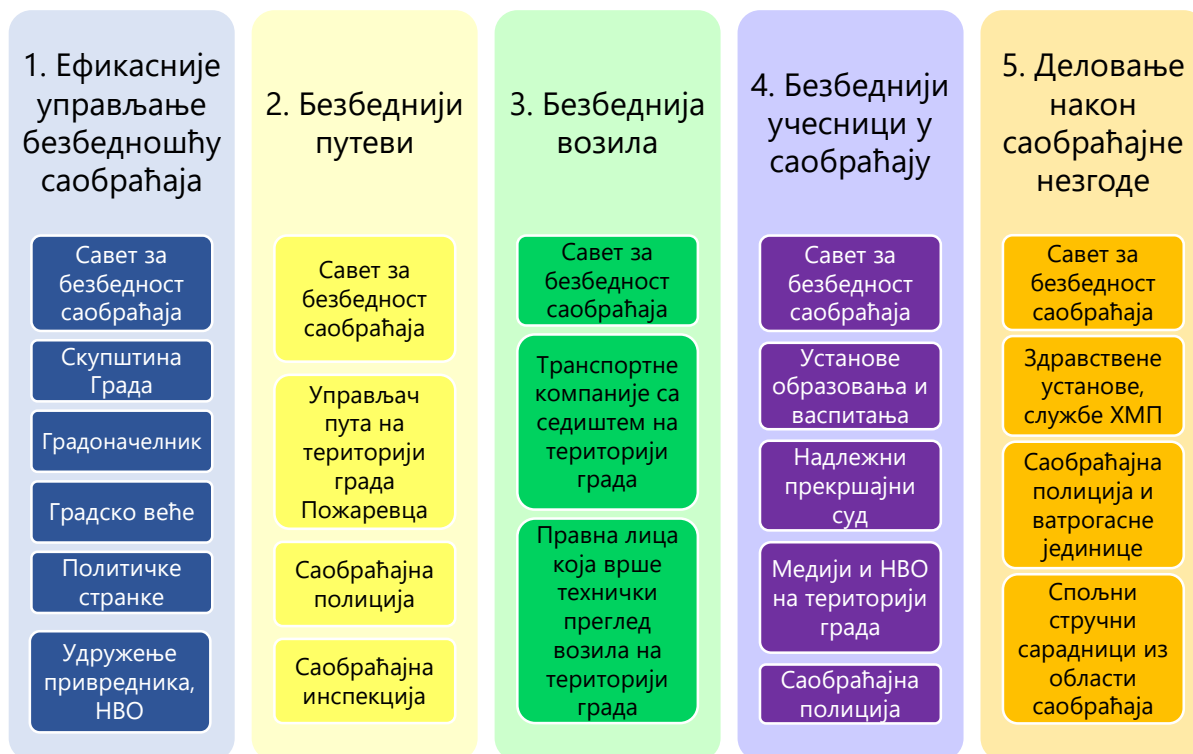 1. Ефикасније
управљање
безбедношћу
саобраћаја
Савет за
безбедност
саобраћаја
Скупштина
Града
Градоначелник
Градско веће
Политичке
странке
Удружење
привредника,
НВО
2. Безбеднији
путеви
Савет за
безбедност
саобраћаја
Управљач
пута на
територији
града
Пожаревца
Саобраћајна
полиција
Саобраћајна
инспекција
3. Безбеднија
возила
Савет за
безбедност
саобраћаја
Транспортне
компаније са
седиштем на
територији
града
Правна лица
која врше
технички
преглед
возила на
територији
града
4. Безбеднији
учесници у
саобраћају
Савет за
безбедност
саобраћаја
Установе
образовања и
васпитања
Надлежни
прекршајни
суд
Медији и НВО
на територији
града
Саобраћајна
полиција
5. Деловање
након
саобраћајне
незгоде
Савет за
безбедност
саобраћаја
Здравствене
установе,
службе ХМП
Саобраћајна
полиција и
ватрогасне
јединице
Спољни
стручни
сарадници из
области
саобраћаја